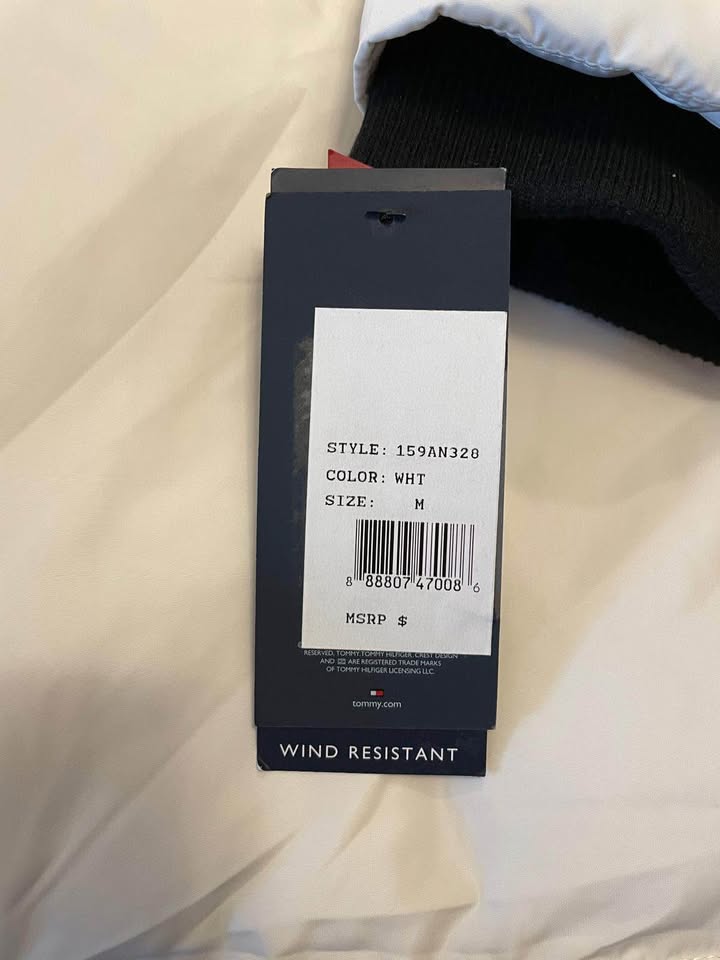 STYLE: 159AN328
COLOR: WHT
SIZE: M
8 88807 47008 6
MSRP $
RESERVED, TOMMY, TOMMY HILFIGER, CREST DESIGN
AND ARE REGISTERED TRADE MARKS
OF TOMMY HILFIGER LICENSING LLC.
tommy.com
WIND RESISTANT